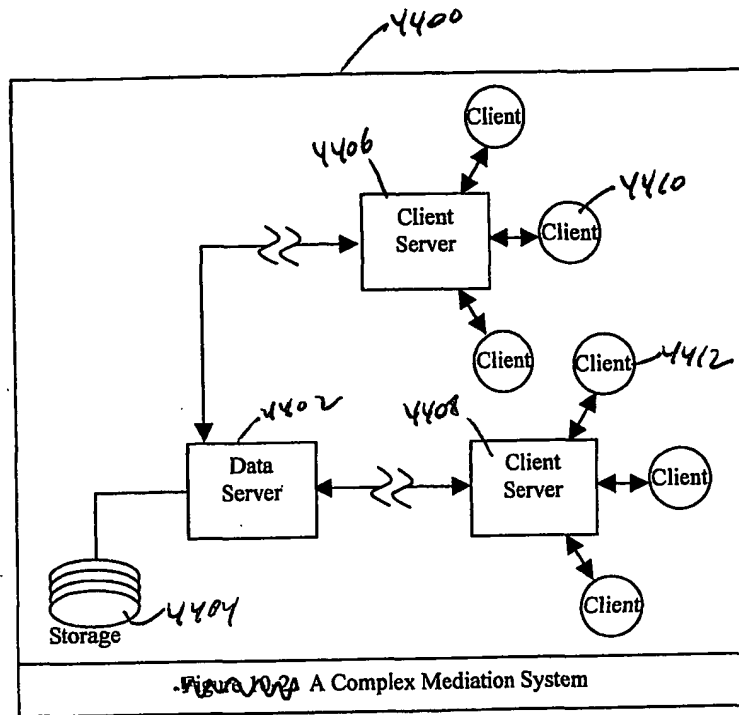 4400
Client
4406
4410
Client
Server
Client
Client
Client
4412
4402
4408
Data
Server
Client
Server
Client
Client
4404
Storage
A Complex Mediation System